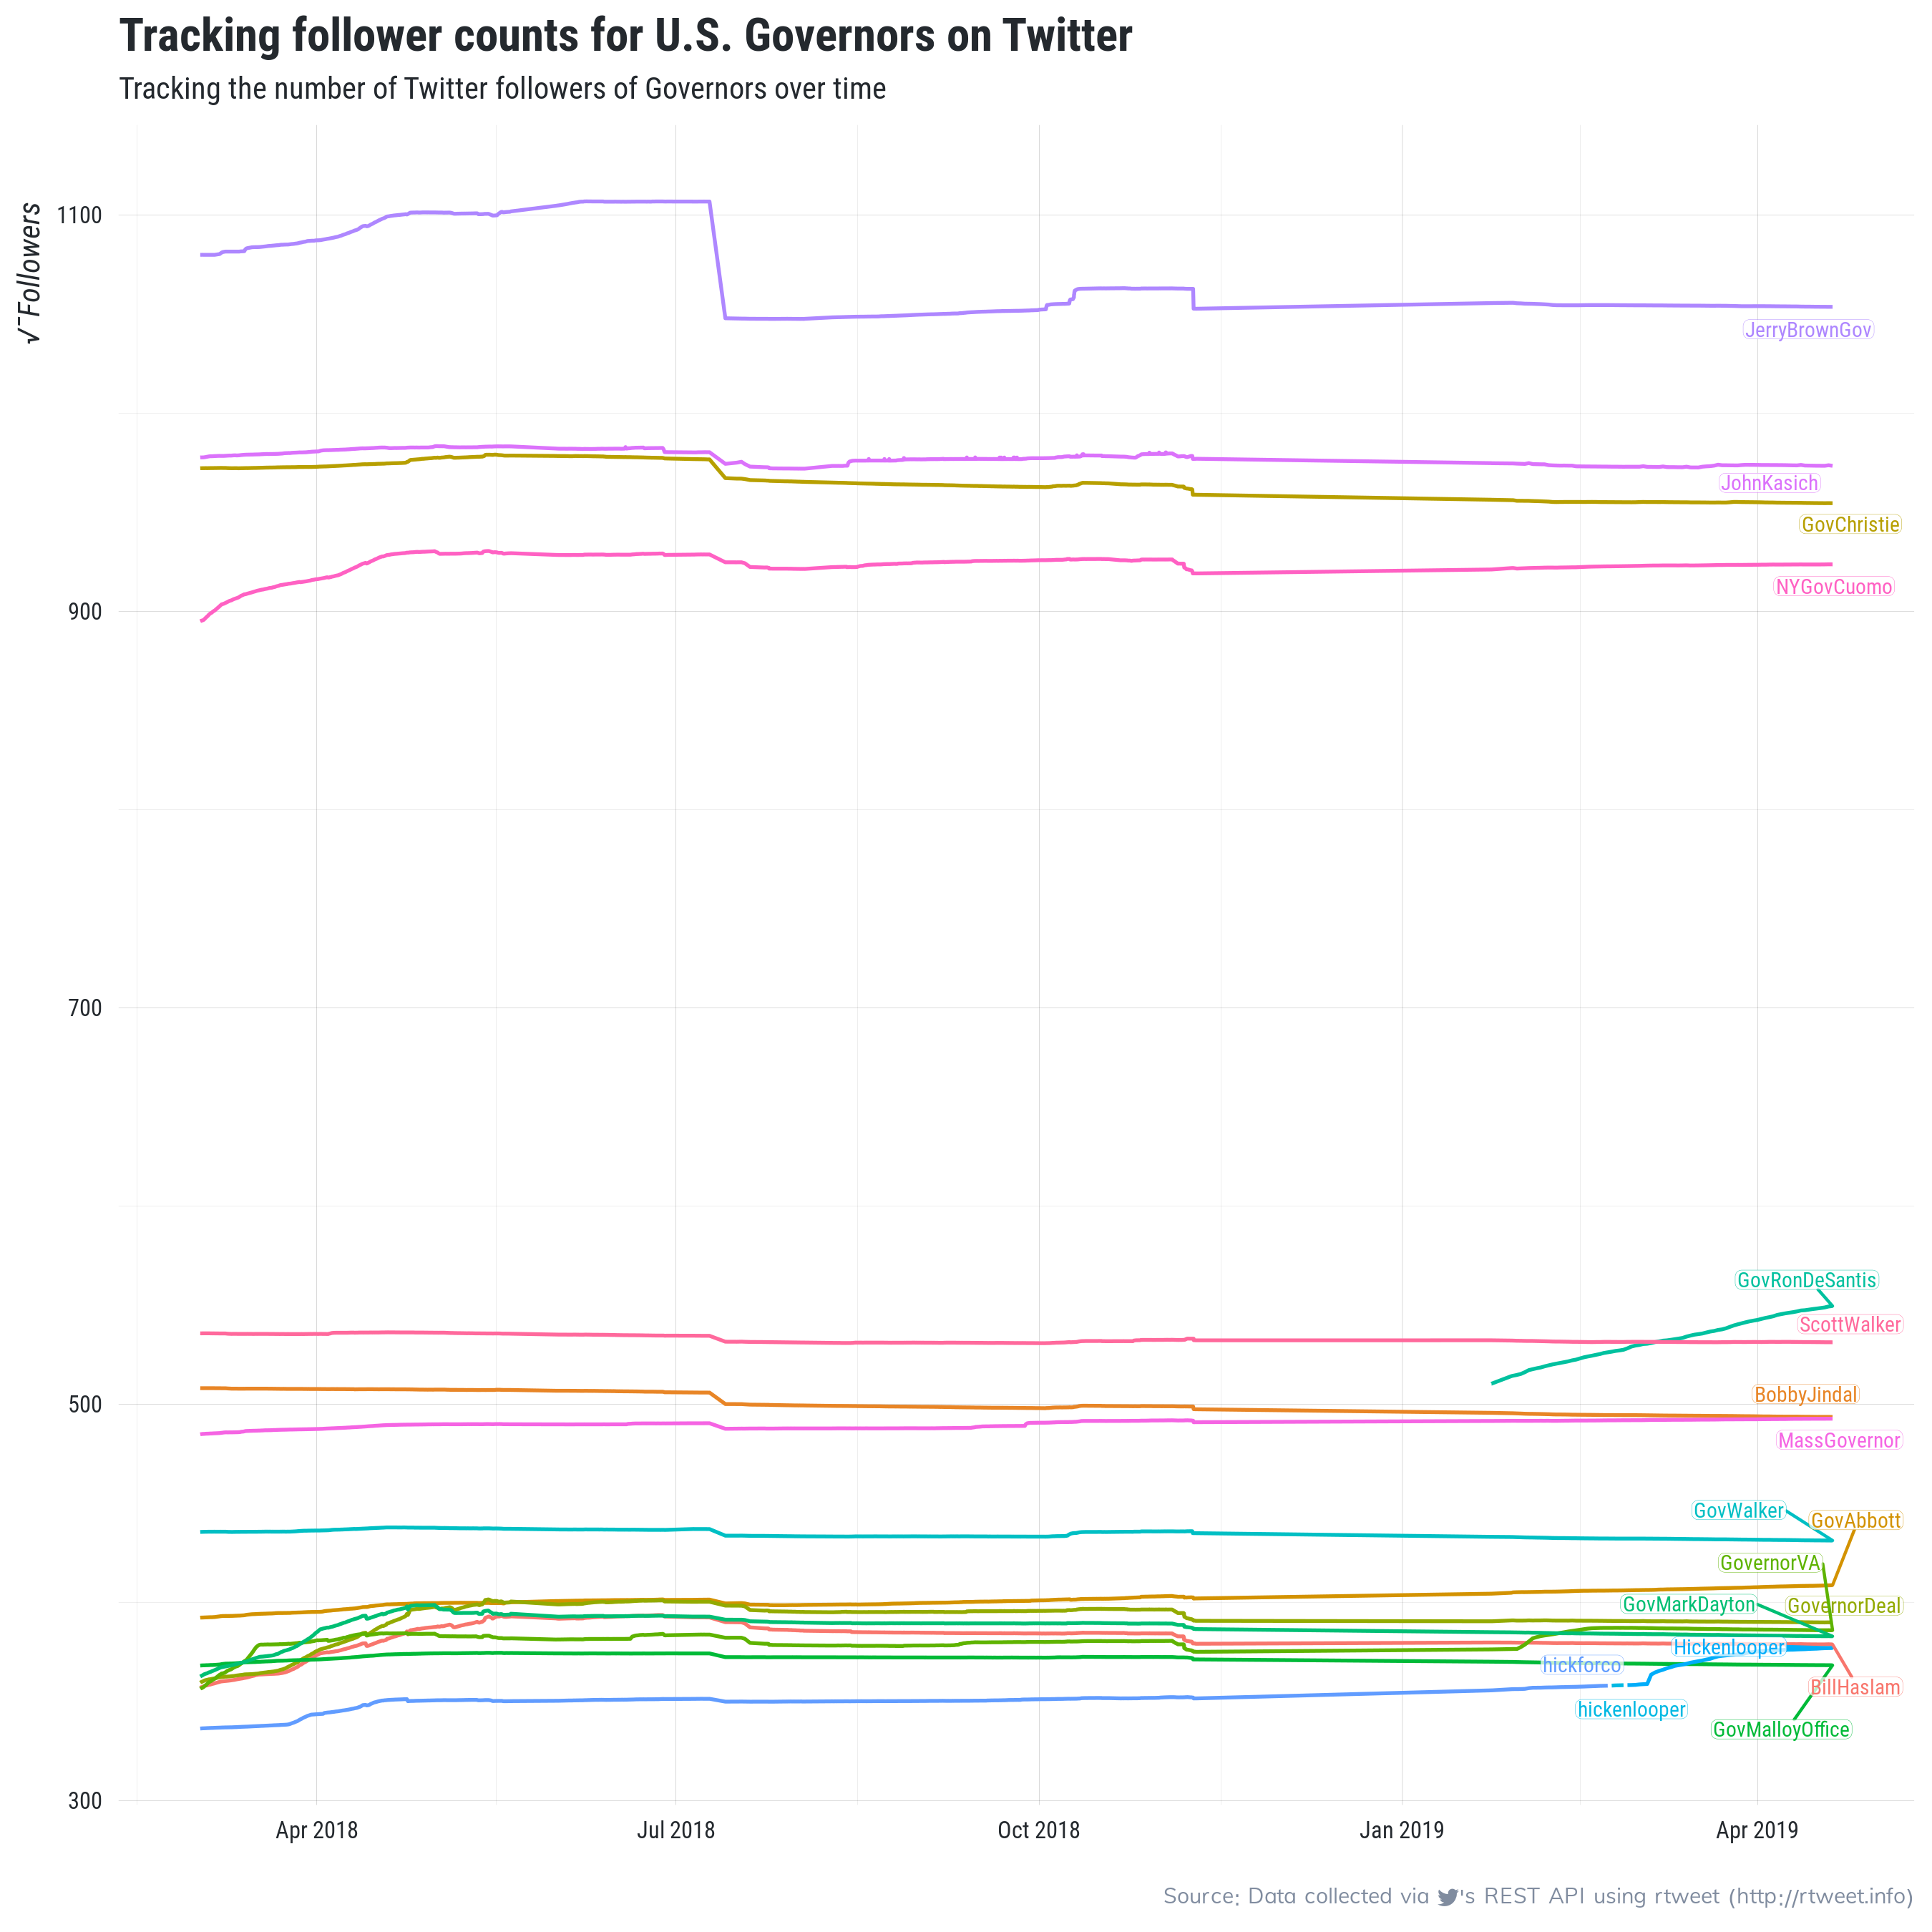 Tracking follower counts for U.S. Governors on Twitter
Tracking the number of Twitter followers of Governors over time
√¯Followers
1100
900
700
500
300
JerryBrownGov
JohnKasich
GovChristie
NYGovCuomo
GovRonDeSantis
ScottWalker
BobbyJindal
MassGovernor
GovWalker
GovAbbott
GovernorVA
GovMarkDayton
GovernorDeal
Hickenlooper
hickforco
BillHaslam
hickenlooper
GovMalloyOffice
Apr 2018 Jul 2018 Oct 2018 Jan 2019 Apr 2019
Source: Data collected via 's REST API using rtweet (http://rtweet.info)